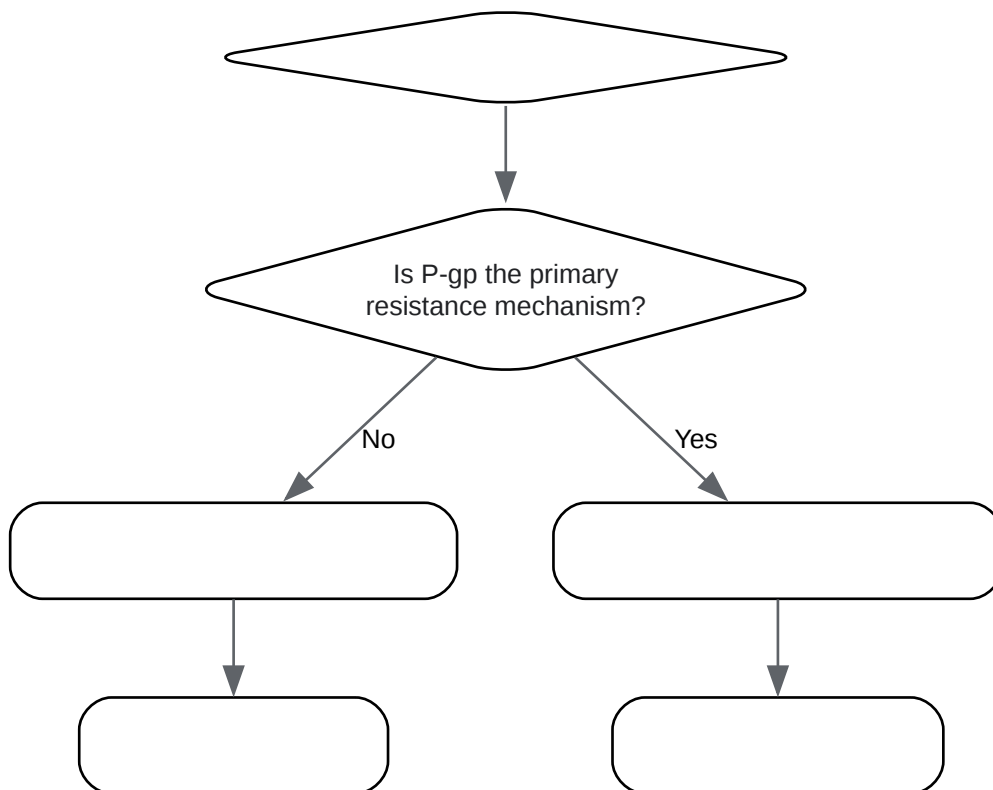 Is P-gp the primary
resistance mechanism?
No
Yes